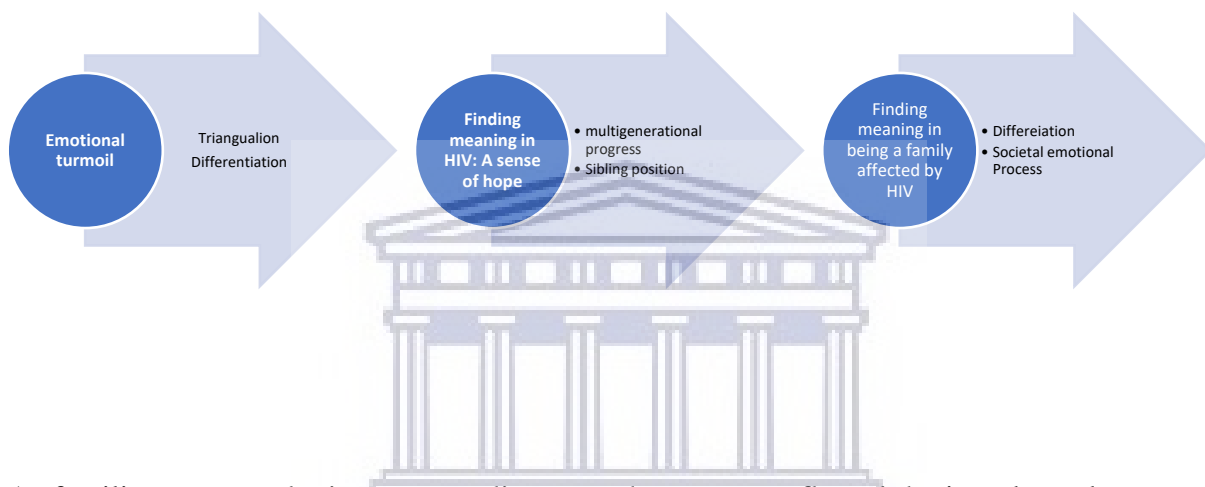 Emotional
turmoil
Triangualion
Differentiation
Finding
meaning in
HIV: A sense
of hope
• multigenerational
progress
• Sibling position
Finding
meaning in
being a family
affected by
HIV
• Differeiation
• Societal emotional
Process